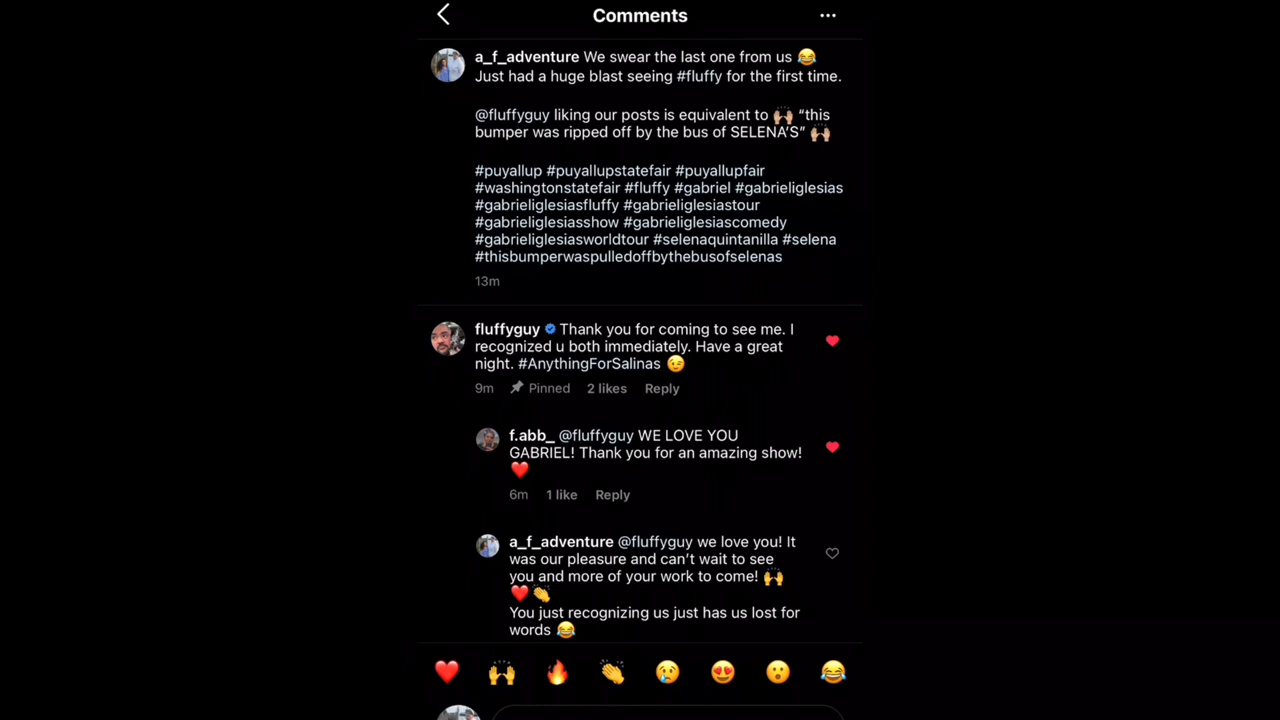 Comments
a_f_adventure We swear the last one from us 😂
Just had a huge blast seeing #fluffy for the first time.
@fluffyguy liking our posts is equivalent to 🙌🏼 “this
bumper was ripped off by the bus of SELENA’S” 🙌🏼
#puyallup #puyallupstatefair #puyallupfair
#washingtonstatefair #fluffy #gabriel #gabrieliglesias
#gabrieliglesiasfluffy #gabrieliglesiastour
#gabrieliglesiasshow #gabrieliglesiascomedy
#gabrieliglesiasworldtour #selenaquintanilla #selena
#thisbumperwaspulledoffbythebusofselenas
13m
fluffyguy Thank you for coming to see me. I
recognized u both immediately. Have a great
night. #AnythingForSalinas 😉
9m Pinned 2 likes Reply
f.abb_ @fluffyguy WE LOVE YOU
GABRIEL! Thank you for an amazing show!
❤️
6m 1 like Reply
a_f_adventure @fluffyguy we love you! It
was our pleasure and can’t wait to see
you and more of your work to come! 🙌
❤️👏
You just recognizing us just has us lost for
words 😂
❤️ 🙌 🔥 👏 😢 😍 😮 😂